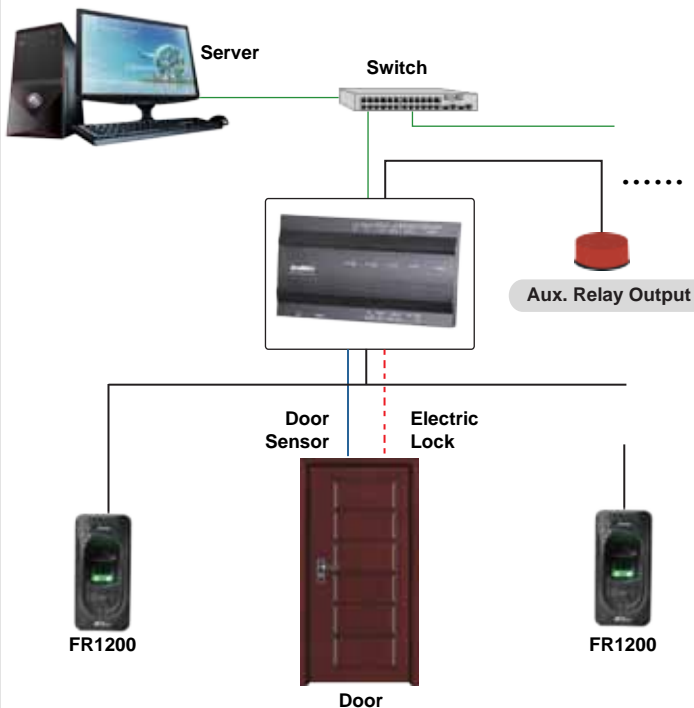 Server
Switch
......
Aux. Relay Output
Door
Sensor
Electric
Lock
FR1200
FR1200
Door